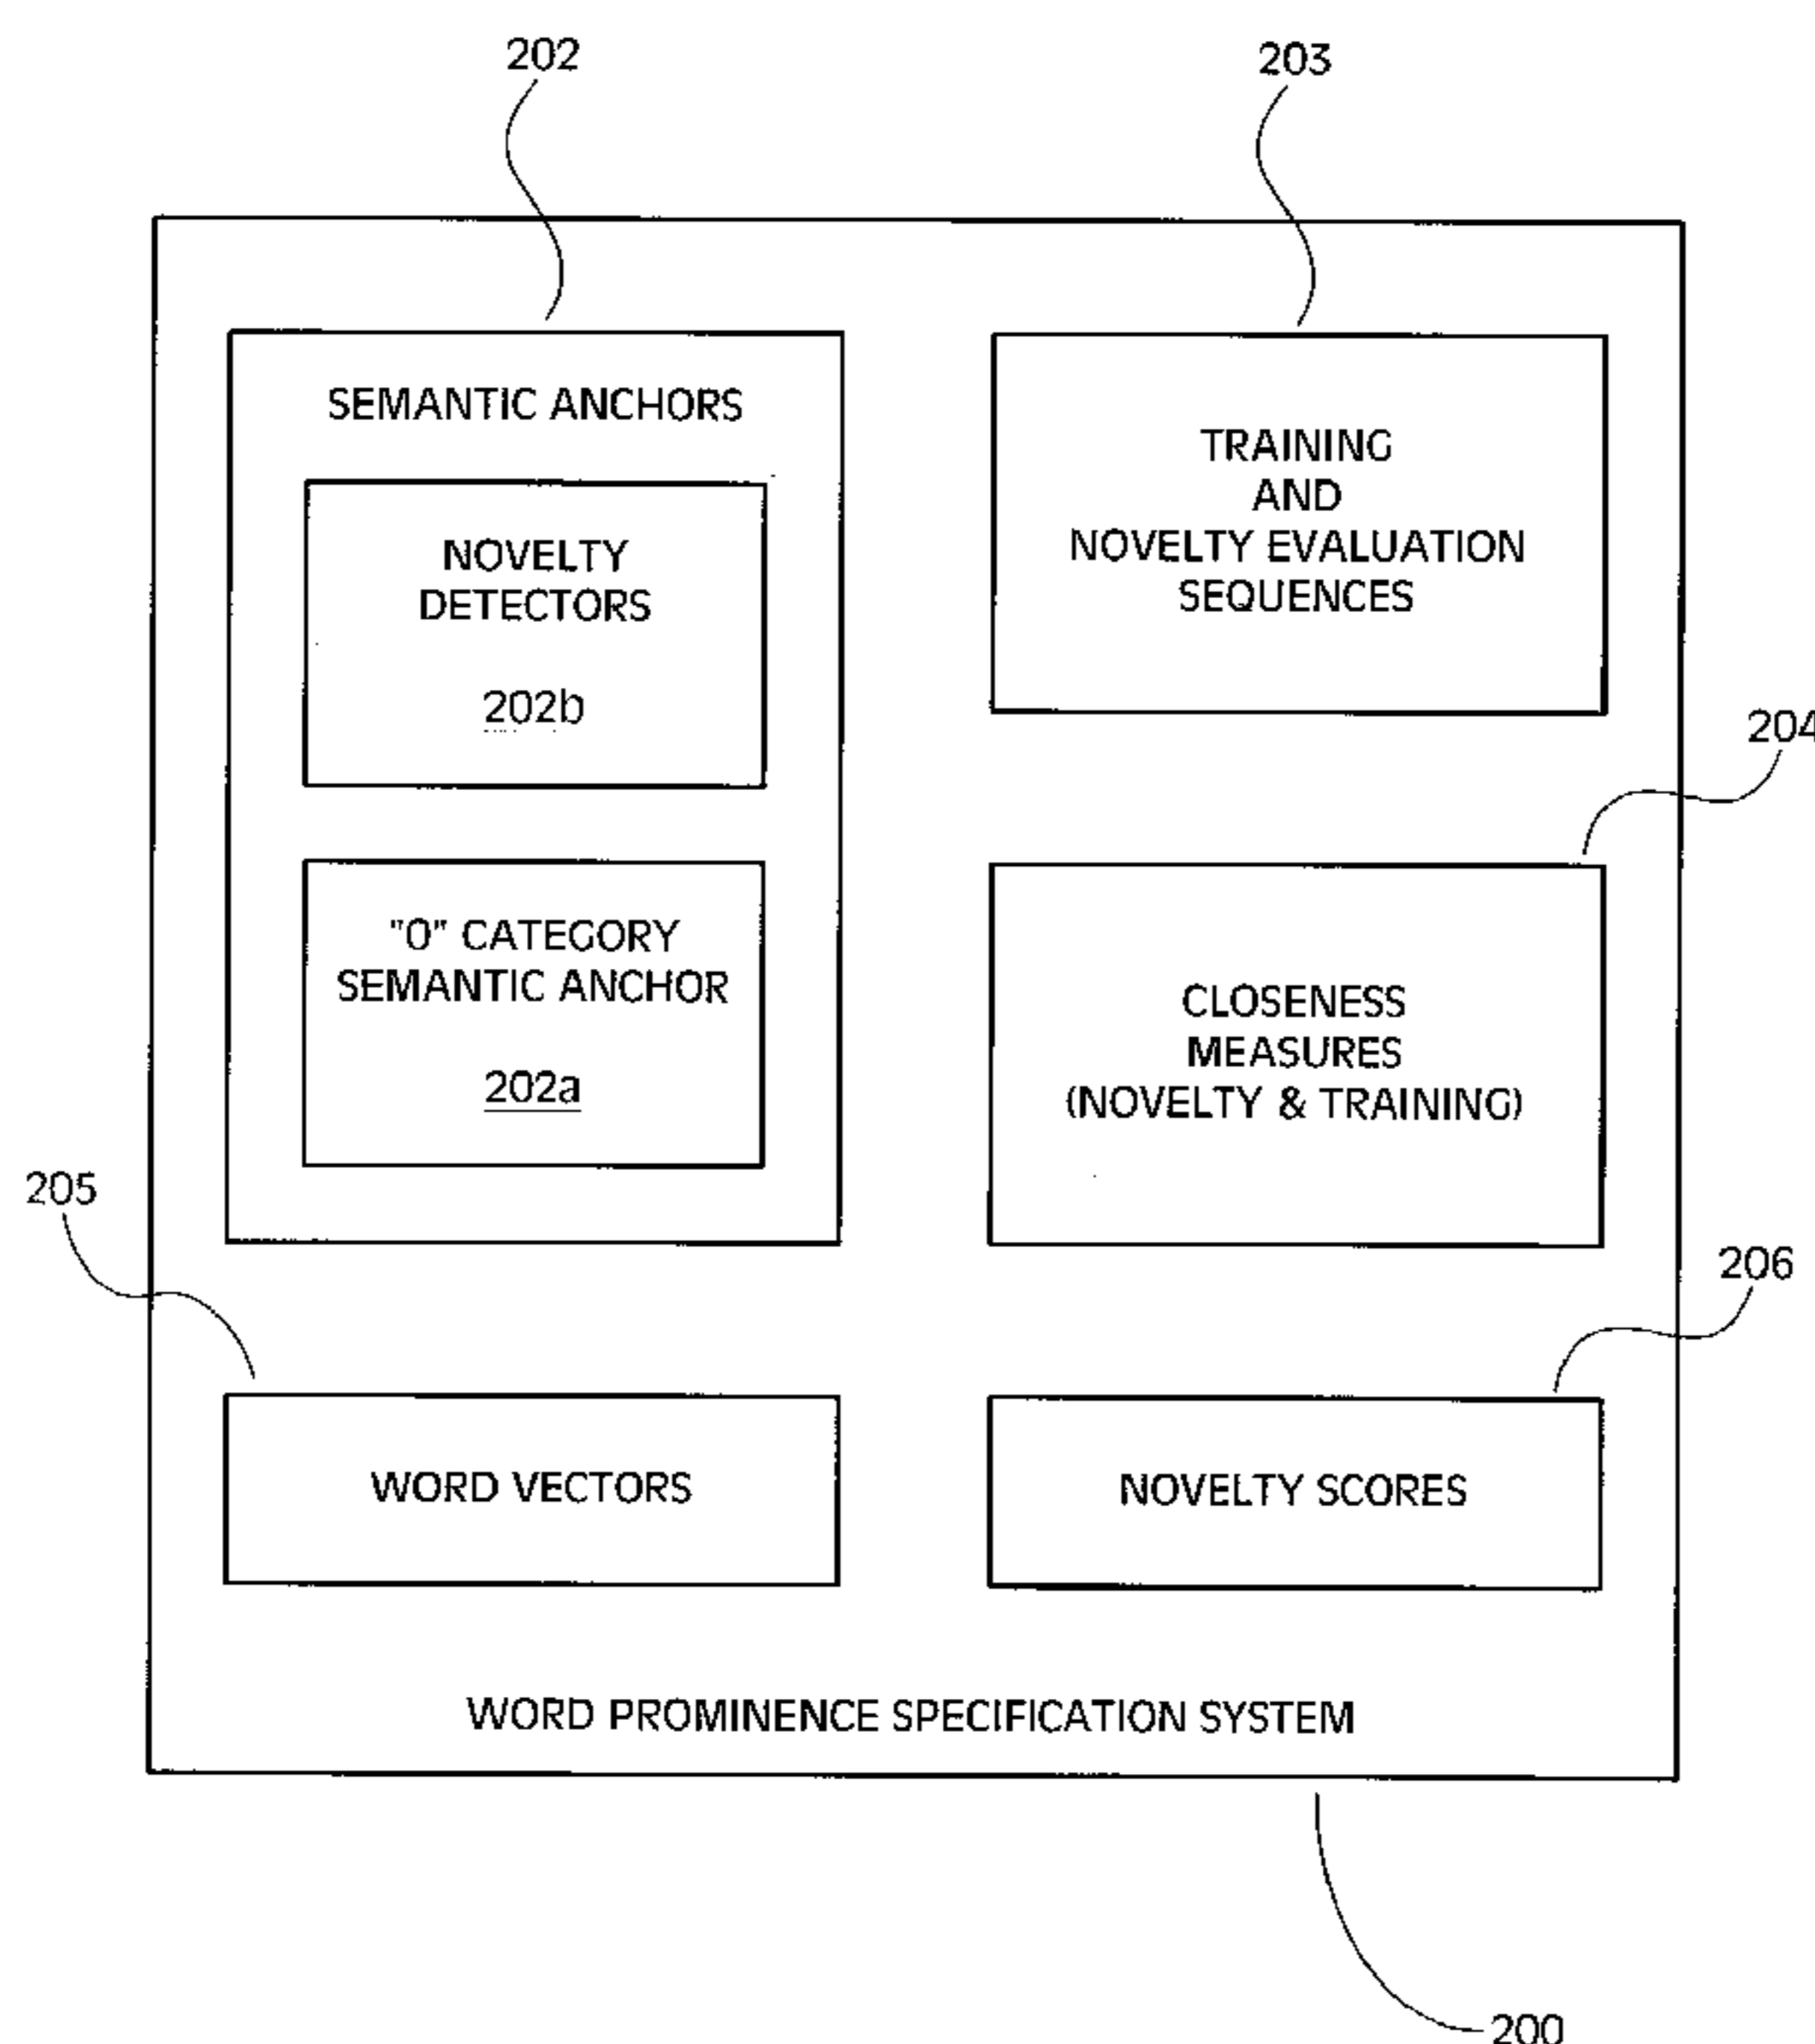 202
203
SEMANTIC ANCHORS
NOVELTY
DETECTORS
202b
"0" CATEGORY
SEMANTIC ANCHOR
202a
TRAINING
AND
NOVELTY EVALUATION
SEQUENCES
204
CLOSENESS
MEASURES
(NOVELTY & TRAINING)
205
206
WORD VECTORS
NOVELTY SCORES
WORD PROMINENCE SPECIFICATION SYSTEM
200